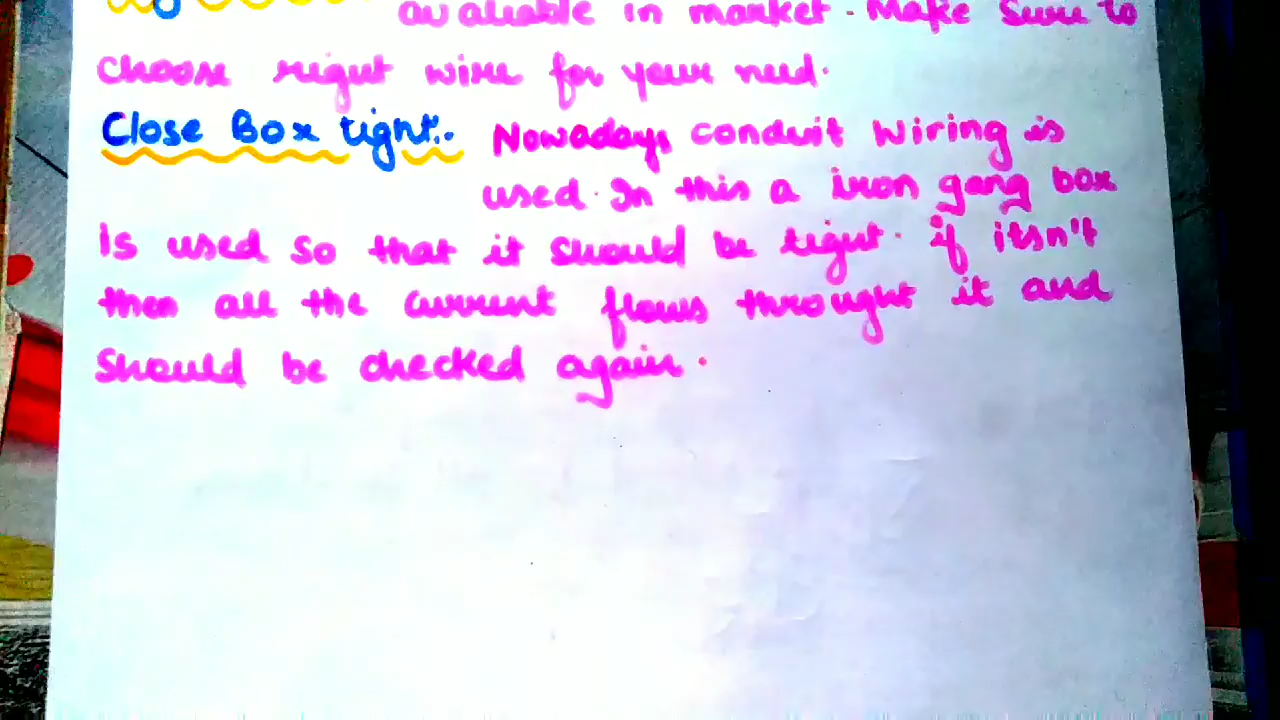 avaliable in market. Make Sure to
Choose right wire for your need.
Close Box tight:- Nowadays conduit wiring is
used. In this a iron gang box
is used so that it should be tight. if itsn't
then all the current flows throught it and
should be checked again.